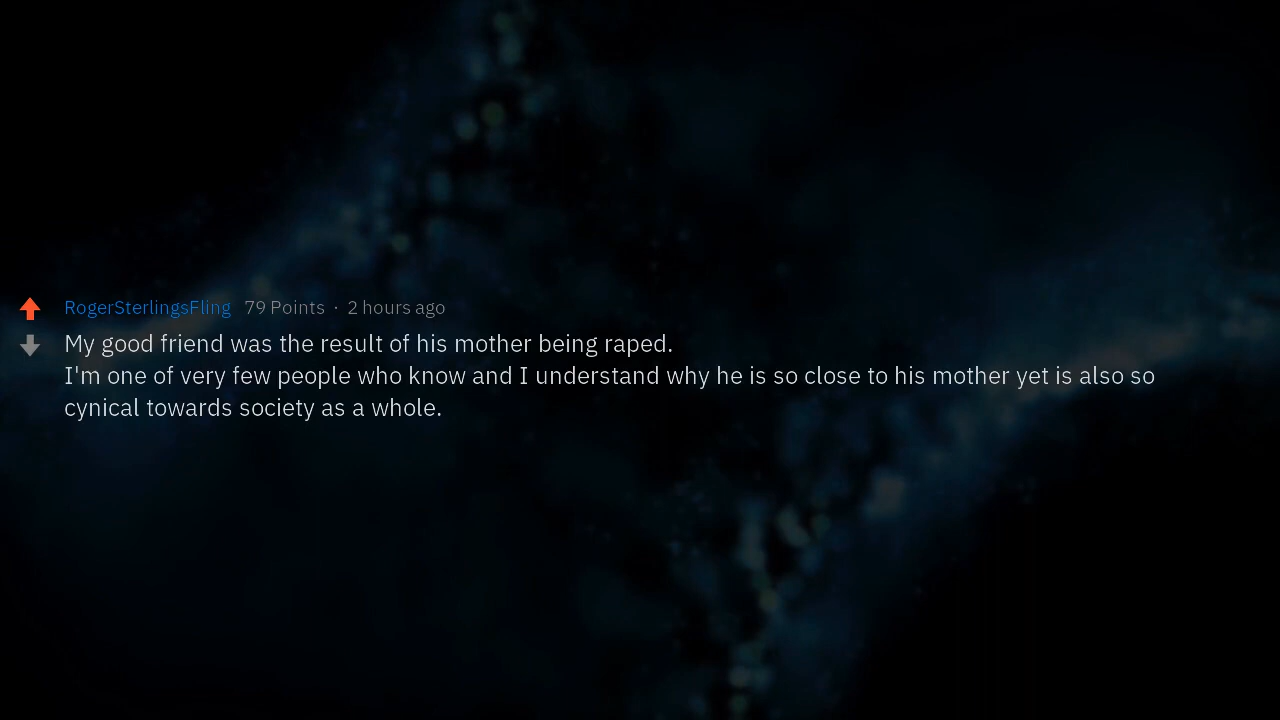 RogerSterlingsFling 79 Points · 2 hours ago
My good friend was the result of his mother being raped.
I'm one of very few people who know and I understand why he is so close to his mother yet is also so
cynical towards society as a whole.